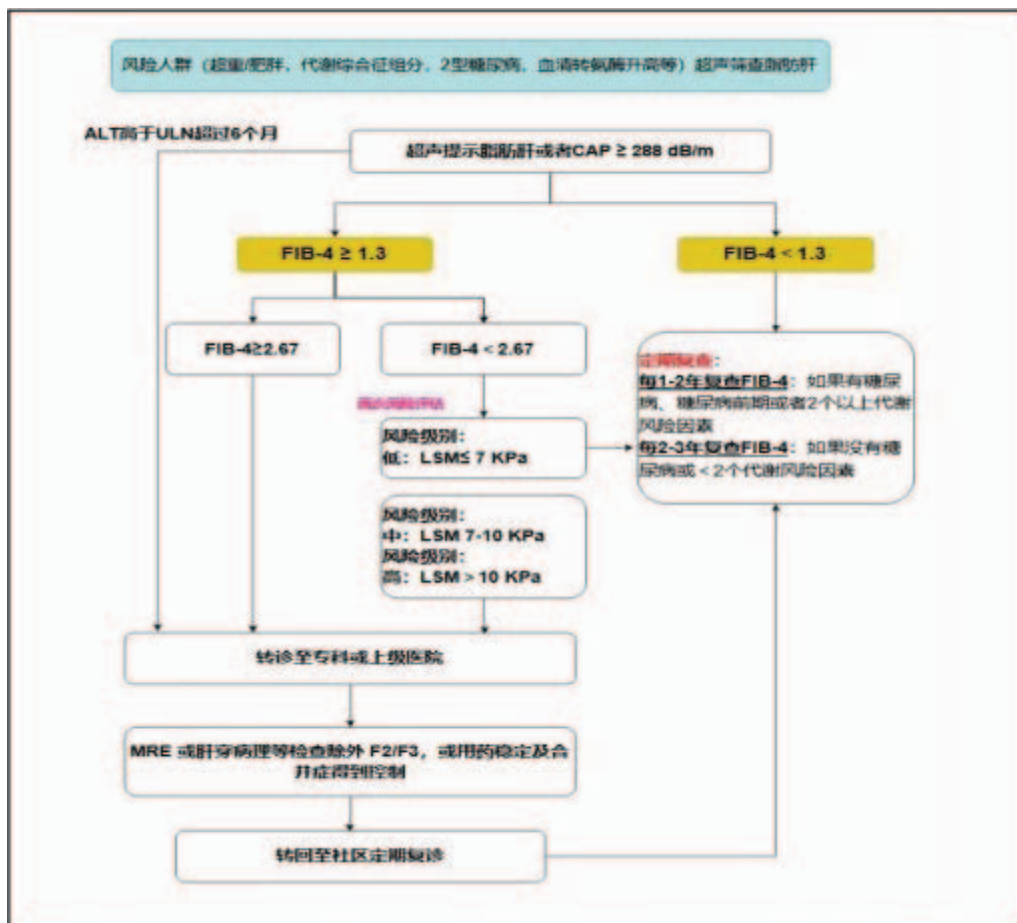 风险人群（超重/肥胖、代谢综合征组分、2型糖尿病、血清转氨酶升高等）超声筛查脂肪肝
ALT高于ULN超过6个月
超声提示脂肪肝或者CAP ≥ 288 dB/m
FIB-4 ≥ 1.3
FIB-4 < 1.3
FIB-4≥2.67
FIB-4 < 2.67
定期复查：
每1-2年复查FIB-4：如果有糖尿
病、糖尿病前期或者2个以上代谢
风险因素
每2-3年复查FIB-4：如果没有糖
尿病或 < 2个代谢风险因素
风险评估
风险级别：
低：LSM≤ 7 KPa
风险级别：
中：LSM 7-10 KPa
风险级别：
高：LSM > 10 KPa
转诊至专科或上级医院
MRE 或肝穿病理等检查除外 F2/F3，或用药稳定及合
并症得到控制
转回至社区定期复诊